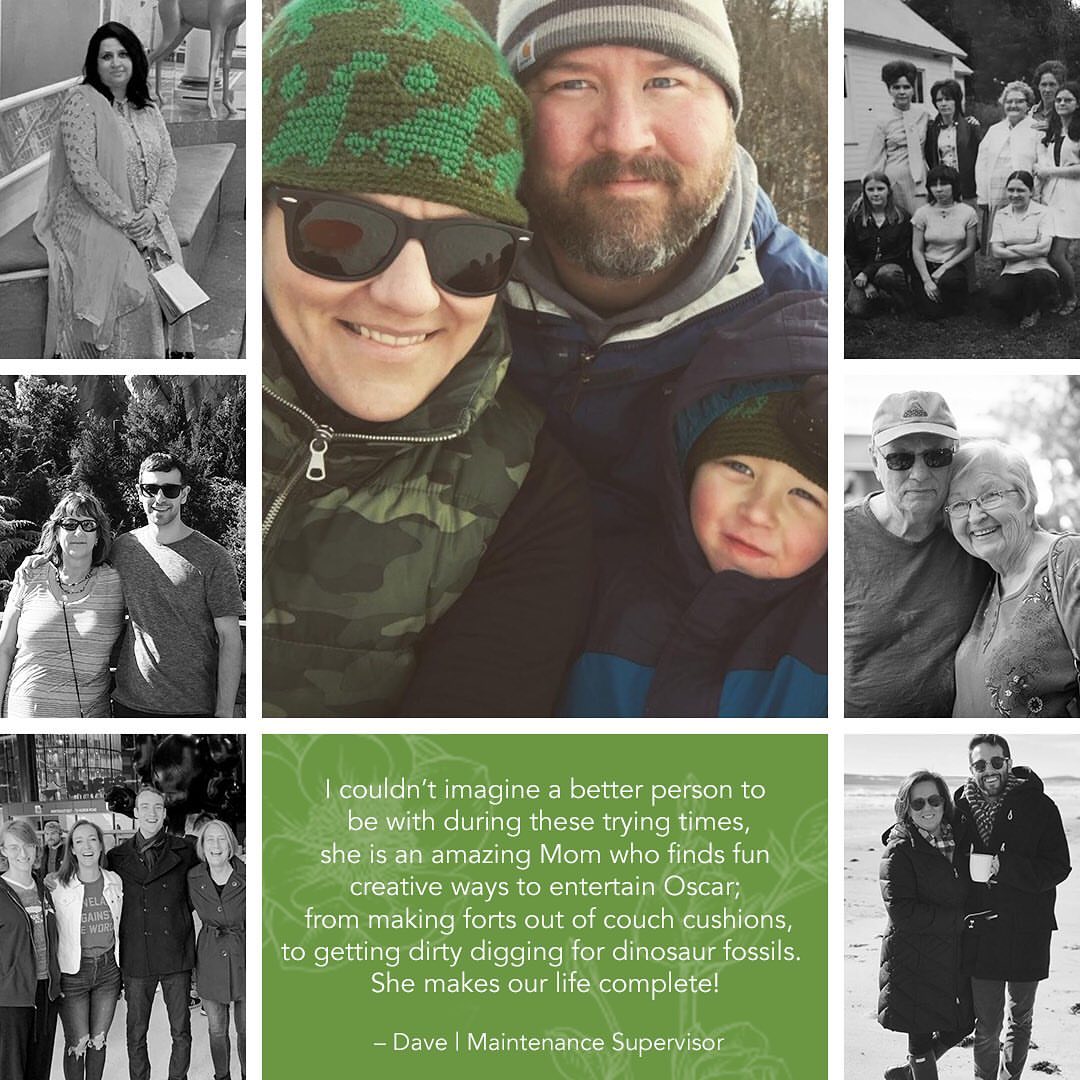 I couldn’t imagine a better person to
be with during these trying times,
she is an amazing Mom who finds fun
creative ways to entertain Oscar;
from making forts out of couch cushions,
to getting dirty digging for dinosaur fossils.
She makes our life complete!
– Dave | Maintenance Supervisor
AGAINST